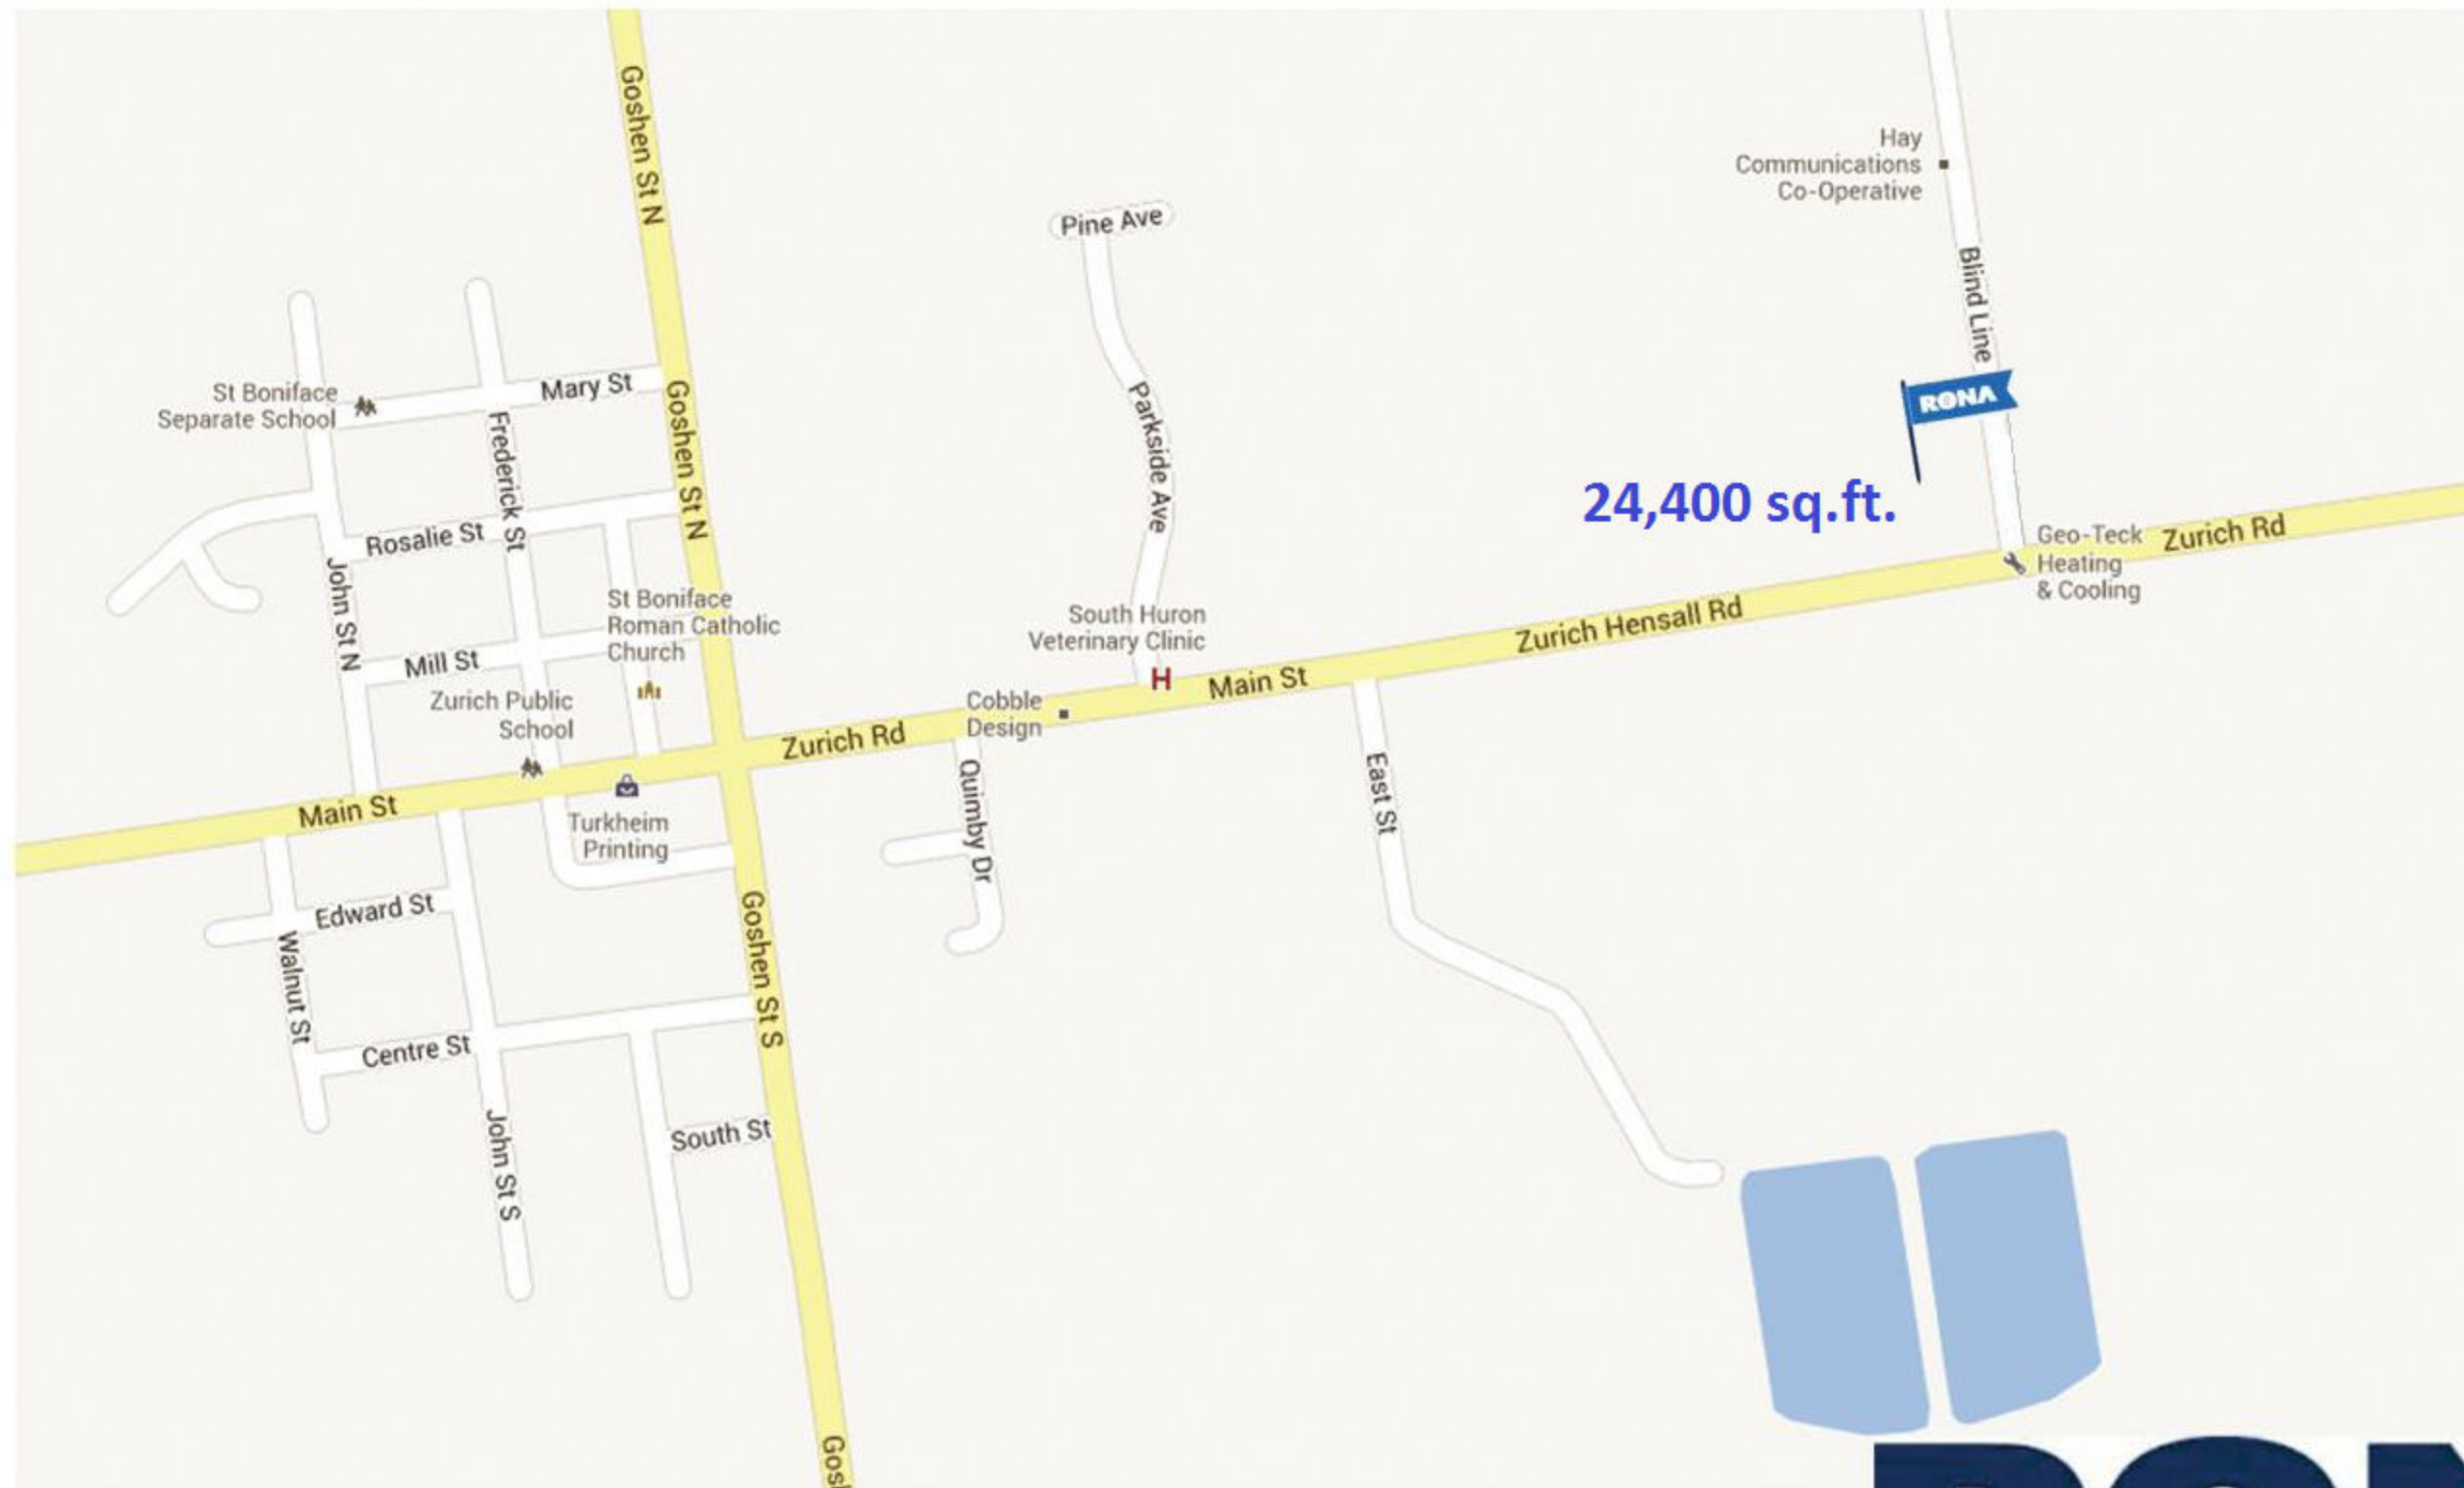 Goshen St N
Hay
Communications
Co-Operative
Pine Ave
Blind Line
St Boniface
Separate School
Mary St
Goshen St N
Parkside Ave
RONA
Frederick St
24,400 sq.ft.
Rosalie St
Geo-Teck
Heating
& Cooling
Zurich Rd
John St N
St Boniface
Roman Catholic
Church
South Huron
Veterinary Clinic
H
Zurich Hensall Rd
Mill St
Zurich Public
School
Cobble
Design
Main St
Zurich Rd
Main St
Turkheim
Printing
Quimby Dr
East St
Edward St
Walnut St
Goshen St S
Centre St
John St S
South St